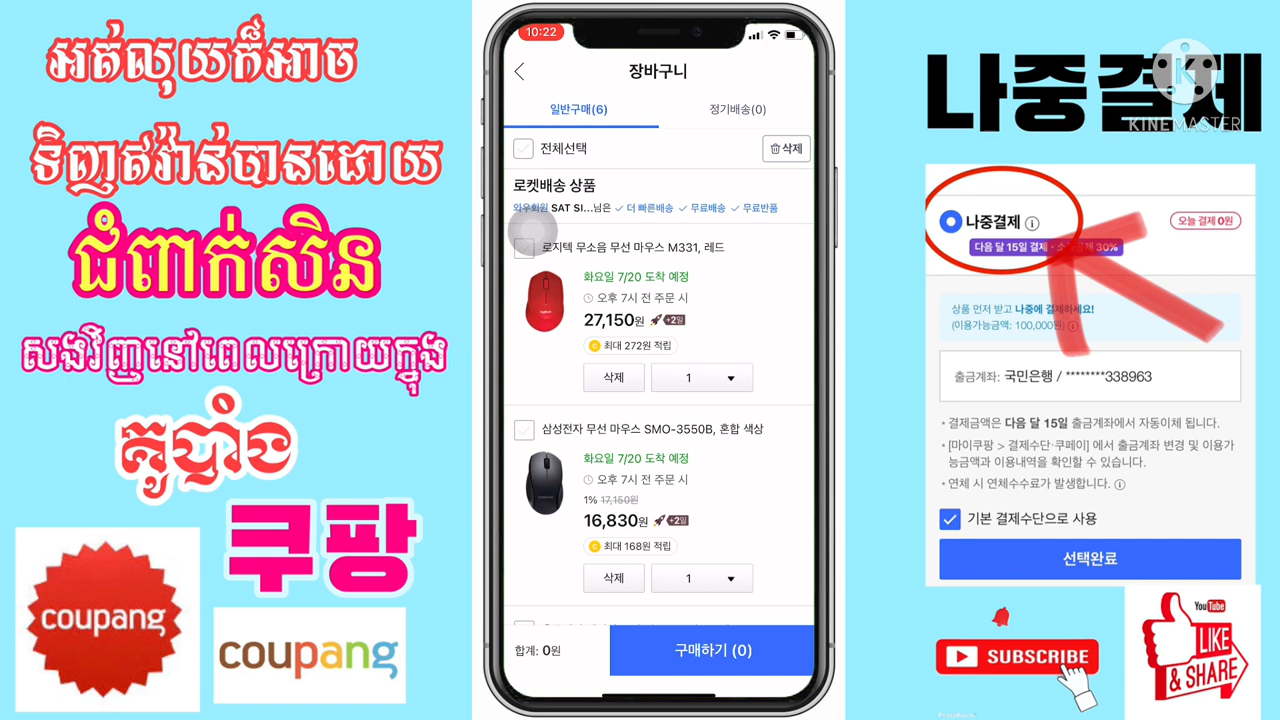 អត់លុយក៏អាច
ទិញឥវ៉ាន់បានដោយ
ជំពាក់សិន
សងវិញនៅពេលក្រោយក្នុង
គូប៉ាំង
쿠팡
coupang
coupang
10:22
장바구니
일반구매(6)
정기배송(0)
전체선택
삭제
로켓배송 상품
와우회원 SAT SI...님은 ✓ 더 빠른배송 ✓ 무료배송 ✓ 무료반품
로지텍 무소음 무선 마우스 M331, 레드
화요일 7/20 도착 예정
오후 7시 전 주문 시
27,150원 +2일
최대 272원 적립
삭제
1
삼성전자 무선 마우스 SMO-3550B, 혼합 색상
화요일 7/20 도착 예정
오후 7시 전 주문 시
1% 17,150원
16,830원 +2일
최대 168원 적립
삭제
1
합계: 0원
구매하기 (0)
나중결제
K
KINEMASTER
나중결제
오늘 결제 0원
다음 달 15일 결제 · 30%
상품 먼저 받고 나중에 결제하세요!
(이용가능금액: 100,000원)
출금계좌: 국민은행 / ********338963
* 결제금액은 다음 달 15일 출금계좌에서 자동이체 됩니다.
* [마이쿠팡 > 결제수단·쿠페이] 에서 출금계좌 변경 및 이용가
능금액과 이용내역을 확인할 수 있습니다.
* 연체 시 연체수수료가 발생합니다.
기본 결제수단으로 사용
선택완료
SUBSCRIBE
YouTube
LIKE
& SHARE